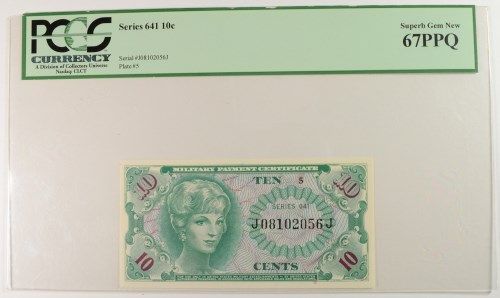 PCGS
CURRENCY
A Division of Collectors Universe
Nasdaq: CLCT
Series 641 10c
Serial #J08102056J
Plate #5
Superb Gem New
67PPQ
MILITARY PAYMENT CERTIFICATE
10 TEN 5 10
SERIES 641
J08102056J
10 CENTS 10